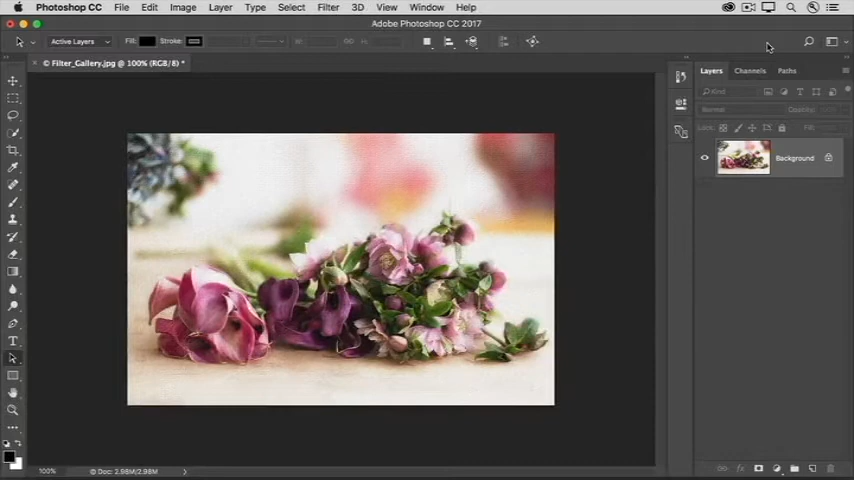 Photoshop CC File Edit Image Layer Type Select Filter 3D View Window Help
Adobe Photoshop CC 2017
Active Layers Fill: Stroke: W: H:
× © Filter_Gallery.jpg @ 100% (RGB/8) *
Layers Channels Paths
Kind
Normal Opacity:
Lock: Fill:
Background
100% Doc: 2.98M/2.98M